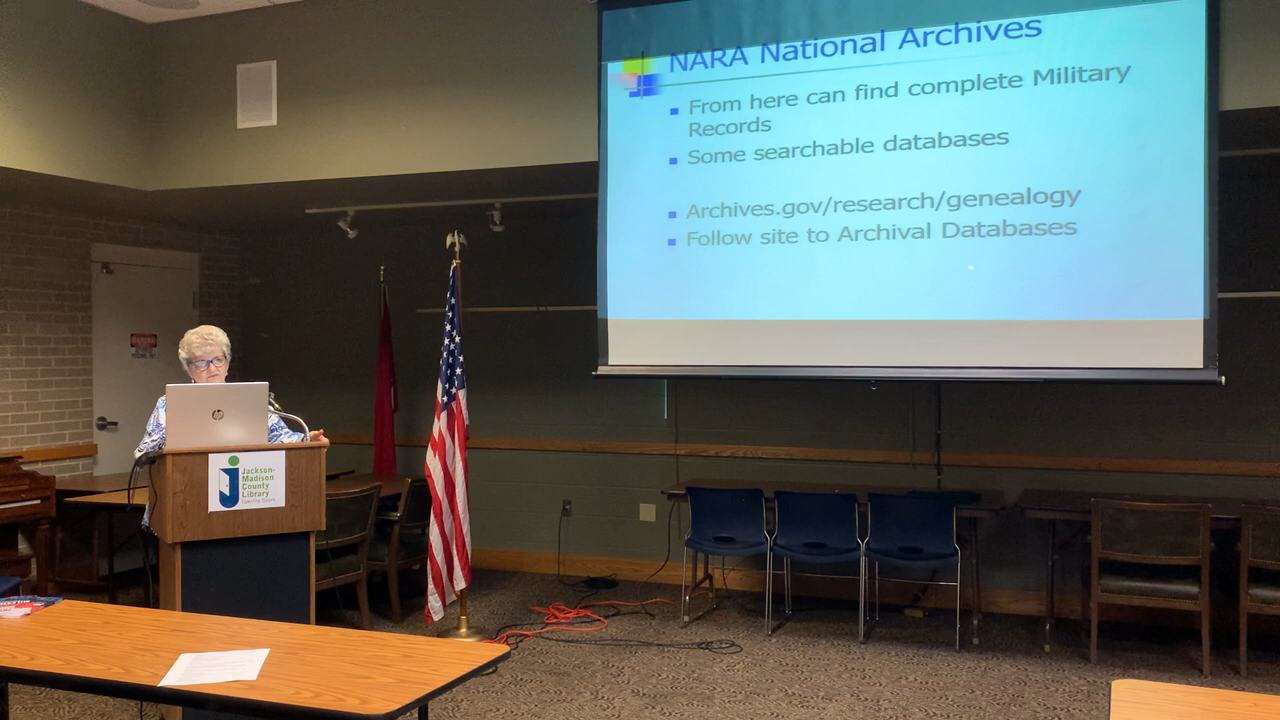 NARA National Archives
From here can find complete Military
Records
Some searchable databases
Archives.gov/research/genealogy
Follow site to Archival Databases
hp
Jackson-
Madison
County
Library